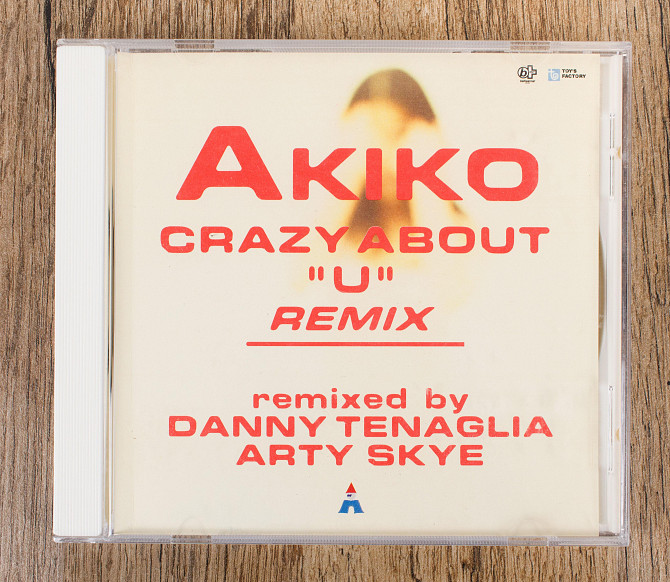 TOY'S
FACTORY
AKIKO
CRAZY ABOUT
"U"
REMIX
remixed by
DANNY TENAGLIA
ARTY SKYE